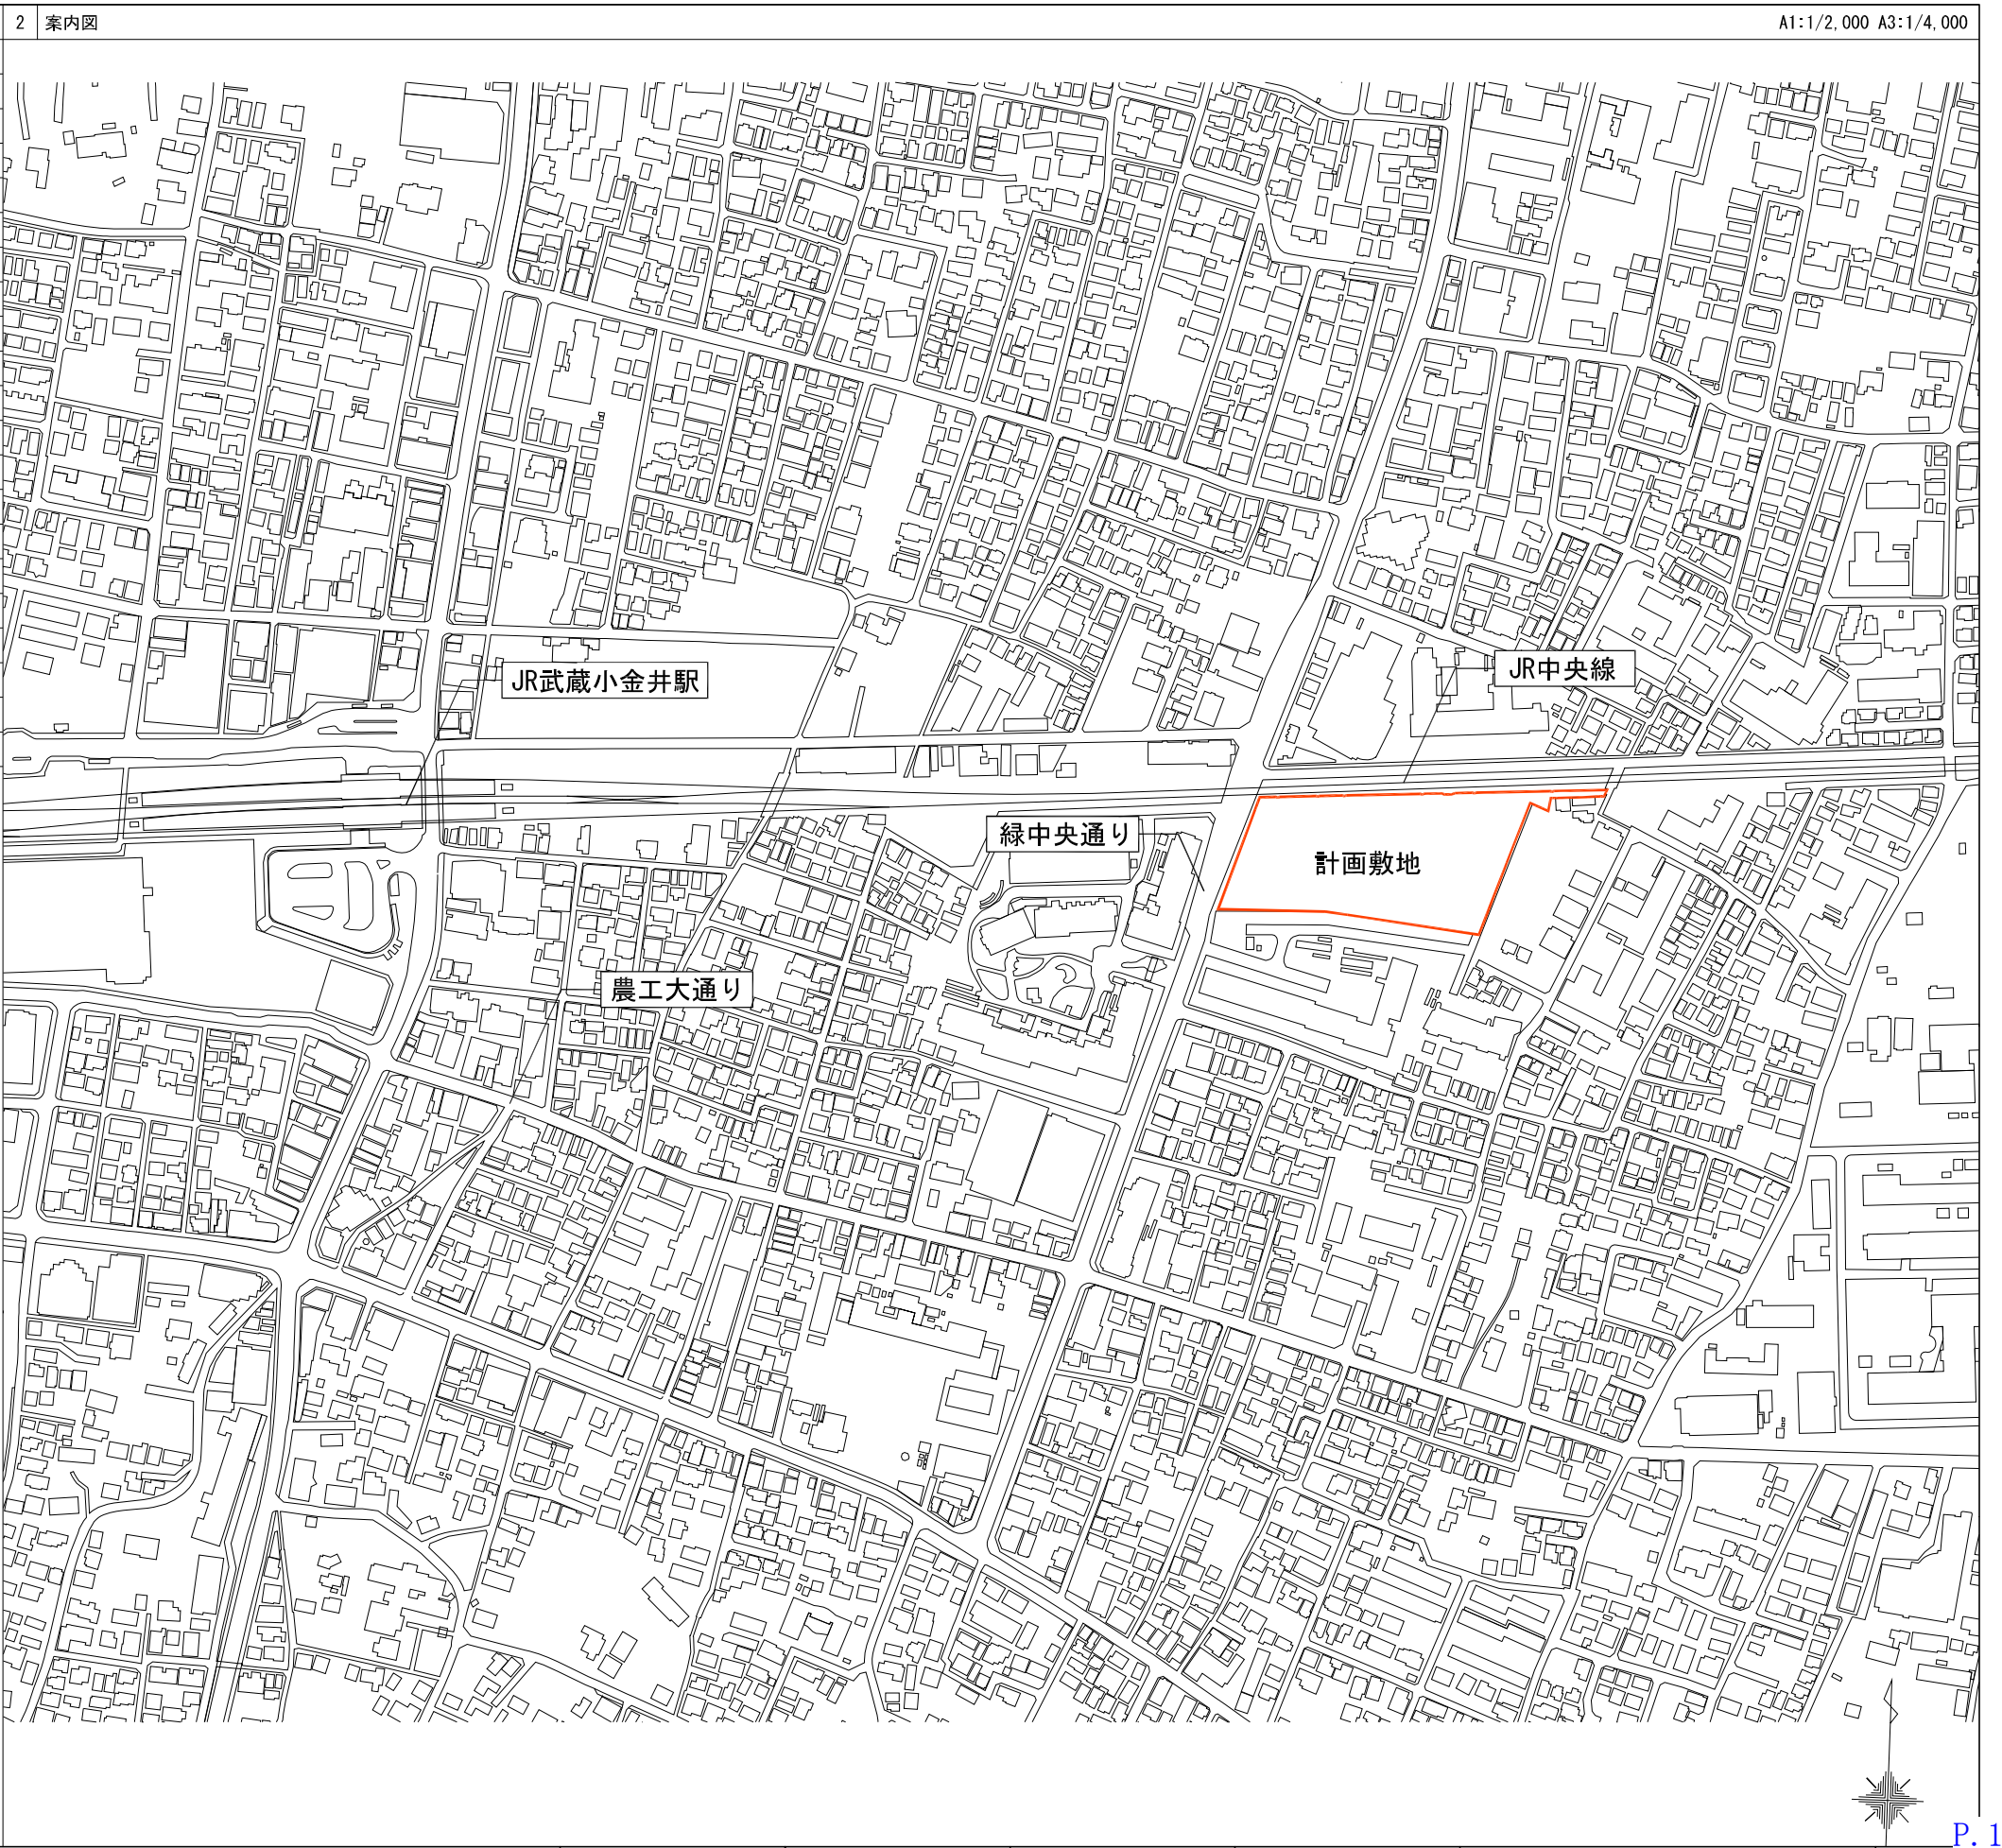 2 案内図 A1:1/2,000 A3:1/4,000
JR武蔵小金井駅
JR中央線
緑中央通り
計画敷地
農工大通り
P.1